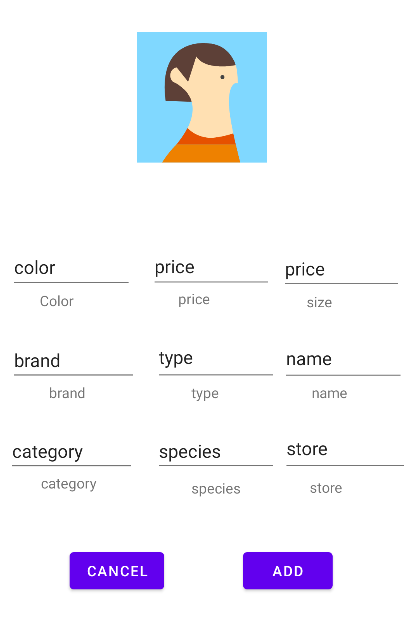 color price price
Color price size
brand type name
brand type name
category species store
category species store
CANCEL ADD